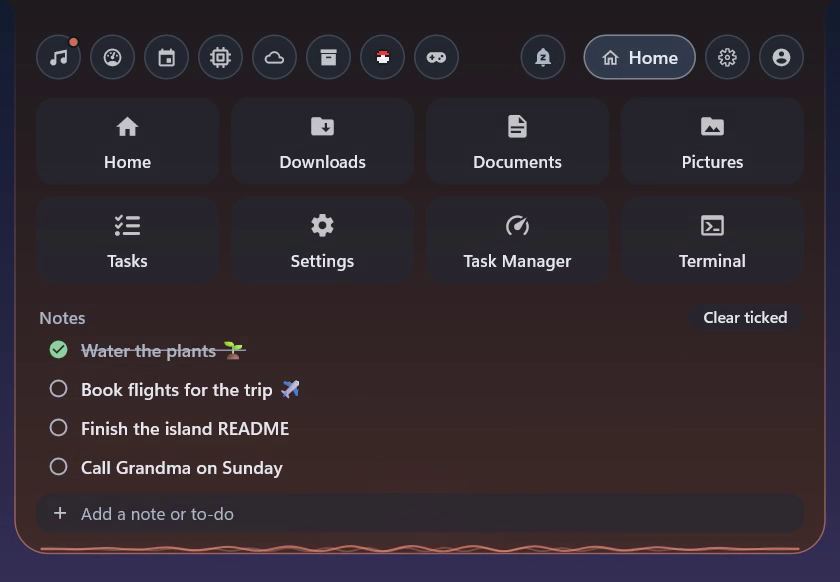 Home
Home
Downloads
Documents
Pictures
Tasks
Settings
Task Manager
Terminal
Notes
Clear ticked
Water the plants 🌱
Book flights for the trip ✈️
Finish the island README
Call Grandma on Sunday
+ Add a note or to-do